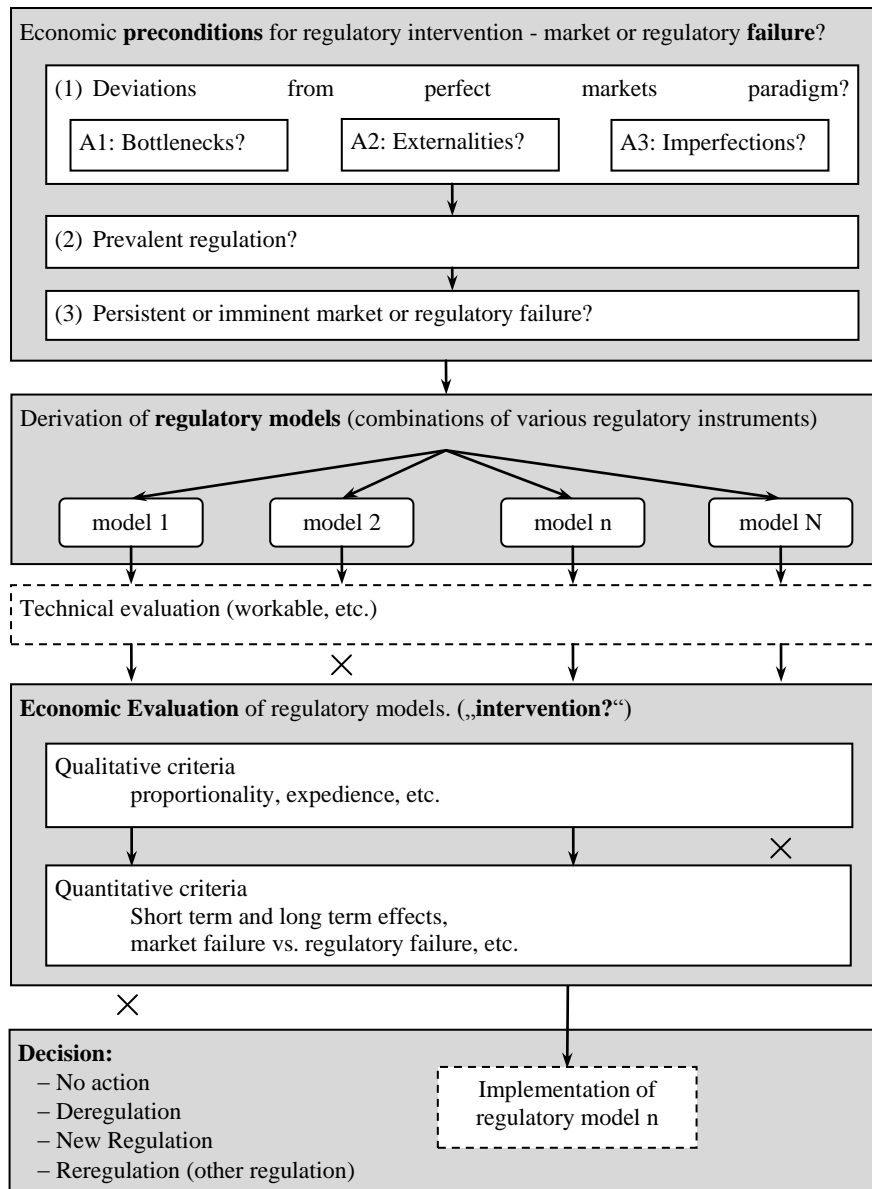 Economic preconditions for regulatory intervention - market or regulatory failure?
(1) Deviations from perfect markets paradigm?
A1: Bottlenecks?
A2: Externalities?
A3: Imperfections?
(2) Prevalent regulation?
(3) Persistent or imminent market or regulatory failure?
Derivation of regulatory models (combinations of various regulatory instruments)
model 1
model 2
model n
model N
Technical evaluation (workable, etc.)
Economic Evaluation of regulatory models. („intervention?“)
Qualitative criteria
proportionality, expedience, etc.
Quantitative criteria
Short term and long term effects,
market failure vs. regulatory failure, etc.
Decision:
– No action
– Deregulation
– New Regulation
– Reregulation (other regulation)
Implementation of
regulatory model n